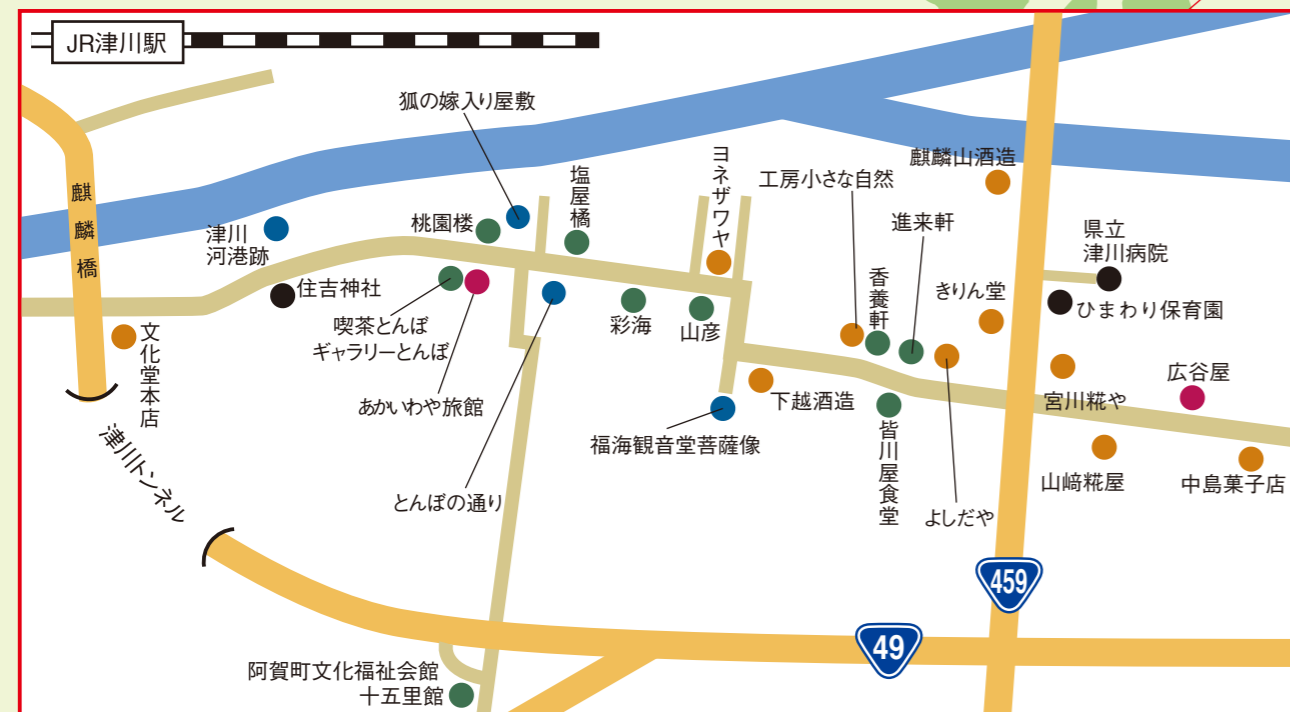 JR津川駅
狐の嫁入り屋敷
麒麟橋
津川
河港跡
桃園楼
塩屋橘
ヨネザワヤ
工房小さな自然
麒麟山酒造
進来軒
県立
津川病院
住吉神社
喫茶とんぼ
ギャラリーとんぼ
彩海
山彦
香養軒
きりん堂
ひまわり保育園
文化堂本店
あかいわや旅館
下越酒造
宮川糀や
広谷屋
津川トンネル
福海観音堂菩薩像
皆川屋食堂
山﨑糀屋
中島菓子店
とんぼの通り
よしだや
459
49
阿賀町文化福祉会館
十五里館